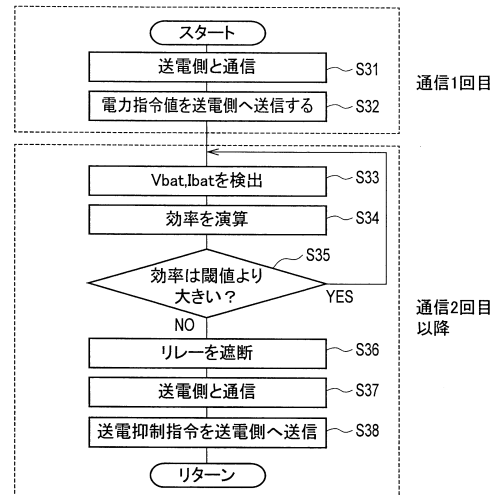 スタート
送電側と通信
S31
電力指令値を送電側へ送信する
S32
通信1回目
Vbat,Ibatを検出
S33
効率を演算
S34
効率は閾値より
大きい?
S35
YES
NO
通信2回目
以降
リレーを遮断
S36
送電側と通信
S37
送電抑制指令を送電側へ送信
S38
リターン